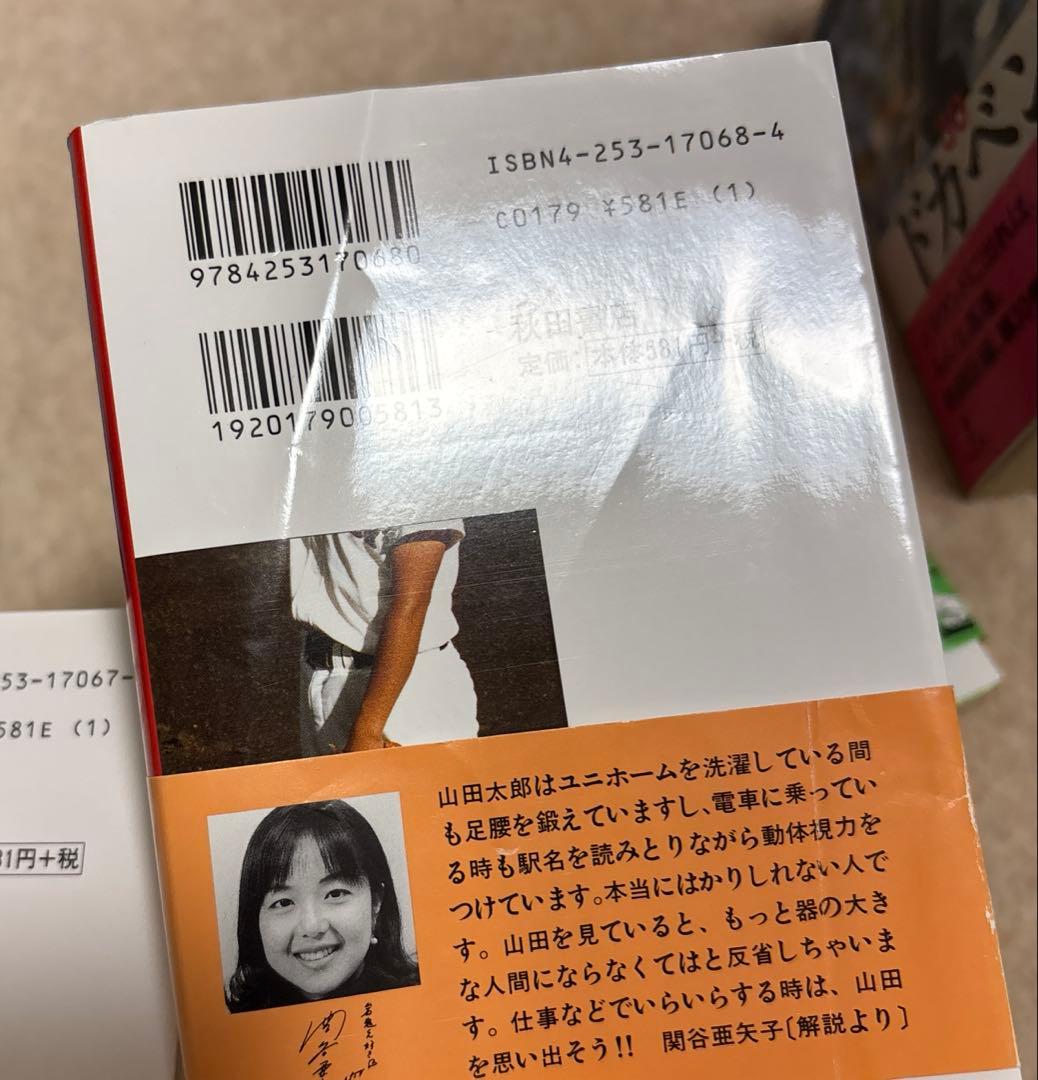 ISBN4-253-17068-4
C0179 ¥581E (1)
9784253170680
秋田書店
定価:本体581円+税
1920179005813
53-17067-
581E (1)
81円+税
ドカベン
山田太郎はユニホームを洗濯している間
も足腰を鍛えていますし、電車に乗ってい
る時も駅名を読みとりながら動体視力を
つけています。本当にはかりしれない人で
す。山田を見ていると、もっと器の大き
な人間にならなくてはと反省しちゃいま
す。仕事などでいらいらする時は、山田
を思い出そう!! 関谷亜矢子〔解説より〕